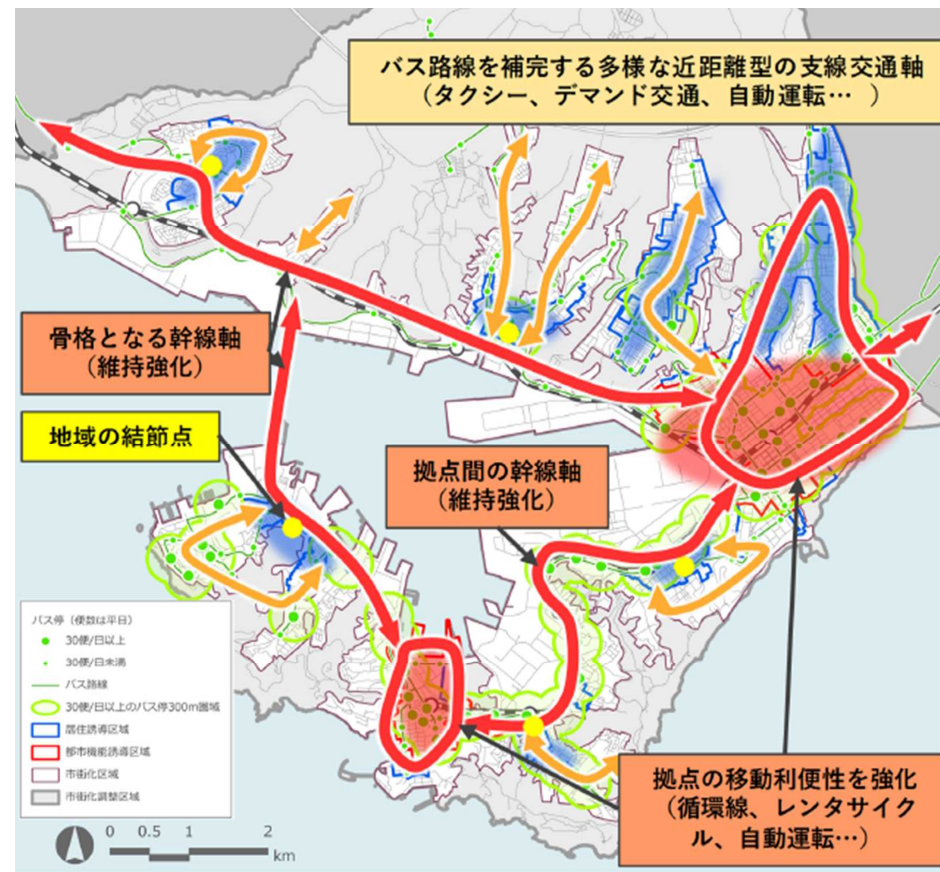 バス路線を補完する多様な近距離型の支線交通軸
（タクシー、デマンド交通、自動運転… ）
骨格となる幹線軸
（維持強化）
地域の結節点
拠点間の幹線軸
（維持強化）
拠点の移動利便性を強化
（循環線、レンタサイク
ル、自動運転…）
バス停（便数は平日）
30便/日以上
30便/日未満
バス路線
30便/日以上のバス停300m圏域
居住誘導区域
都市機能誘導区域
市街化区域
市街化調整区域
0 0.5 1 2
km